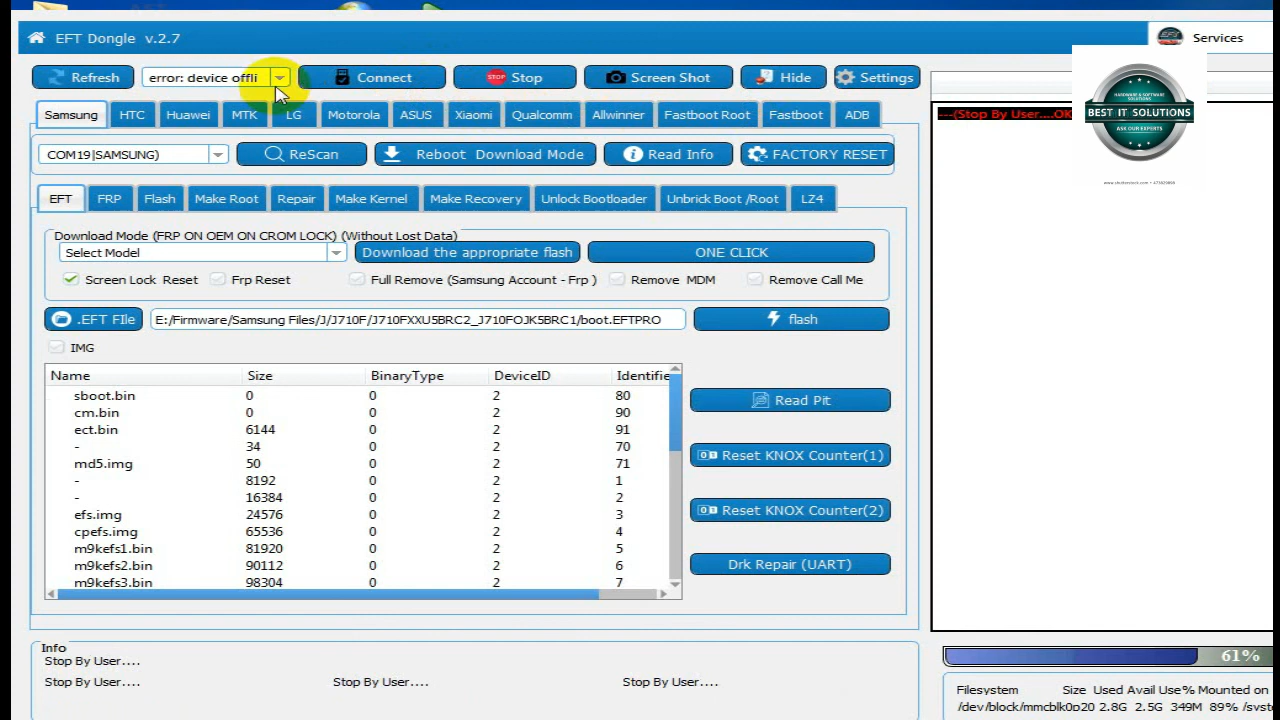 EFT Dongle v.2.7
Services
Refresh
error: device offli
Connect
STOP Stop
Screen Shot
Hide
Settings
Samsung HTC Huawei MTK LG Motorola ASUS Xiaomi Qualcomm Allwinner Fastboot Root Fastboot ADB
---(Stop By User....OK
HARDWARE & SOFTWARE SOLUTIONS
BEST IT SOLUTIONS
ASK OUR EXPERTS
COM19|SAMSUNG)
ReScan
Reboot Download Mode
Read Info
FACTORY RESET
EFT FRP Flash Make Root Repair Make Kernel Make Recovery Unlock Bootloader Unbrick Boot /Root LZ4
Download Mode (FRP ON OEM ON CROM LOCK) (Without Lost Data)
Select Model
Download the appropriate flash
ONE CLICK
Screen Lock Reset
Frp Reset
Full Remove (Samsung Account - Frp )
Remove MDM
Remove Call Me
.EFT FIle
E:/Firmware/Samsung Files/J/J710F/J710FXXU5BRC2_J710FOJK5BRC1/boot.EFTPRO
flash
IMG
Name Size BinaryType DeviceID Identifie
sboot.bin 0 0 2 80
cm.bin 0 0 2 90
ect.bin 6144 0 2 91
- 34 0 2 70
md5.img 50 0 2 71
- 8192 0 2 1
- 16384 0 2 2
efs.img 24576 0 2 3
cpefs.img 65536 0 2 4
m9kefs1.bin 81920 0 2 5
m9kefs2.bin 90112 0 2 6
m9kefs3.bin 98304 0 2 7
Read Pit
Reset KNOX Counter(1)
Reset KNOX Counter(2)
Drk Repair (UART)
Info
Stop By User....
Stop By User.... Stop By User.... Stop By User....
61%
Filesystem Size Used Avail Use% Mounted on
/dev/block/mmcblk0p20 2.8G 2.5G 349M 89% /syst